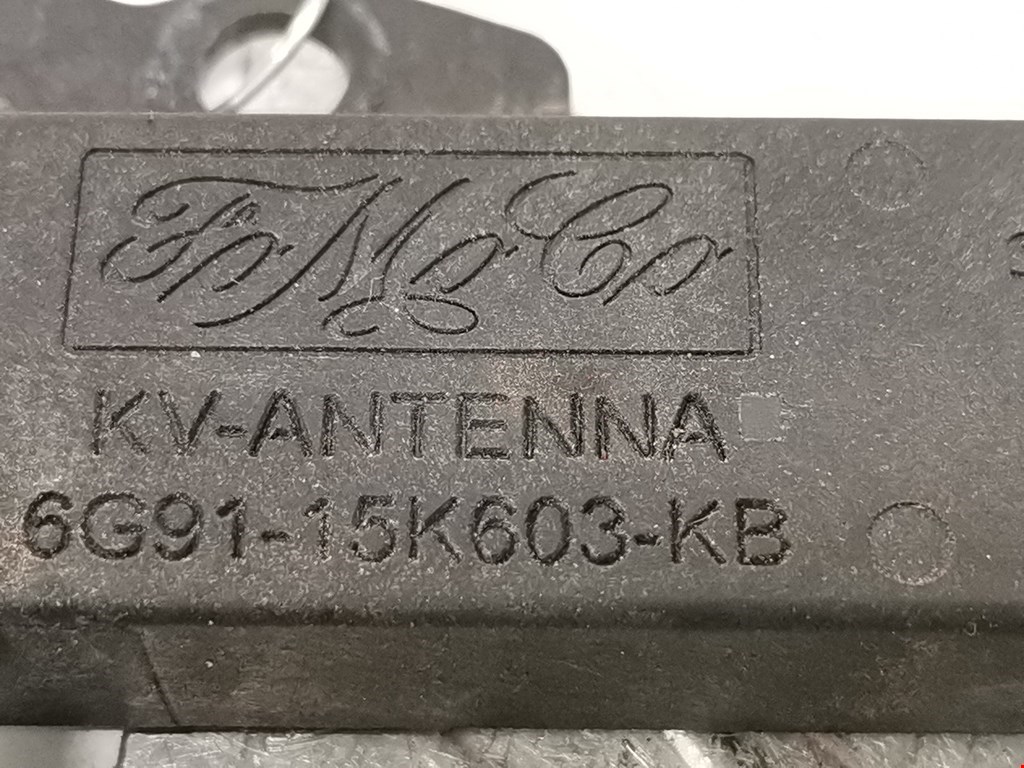 FoMoCo
KV-ANTENNA
6G91-15K603-KB